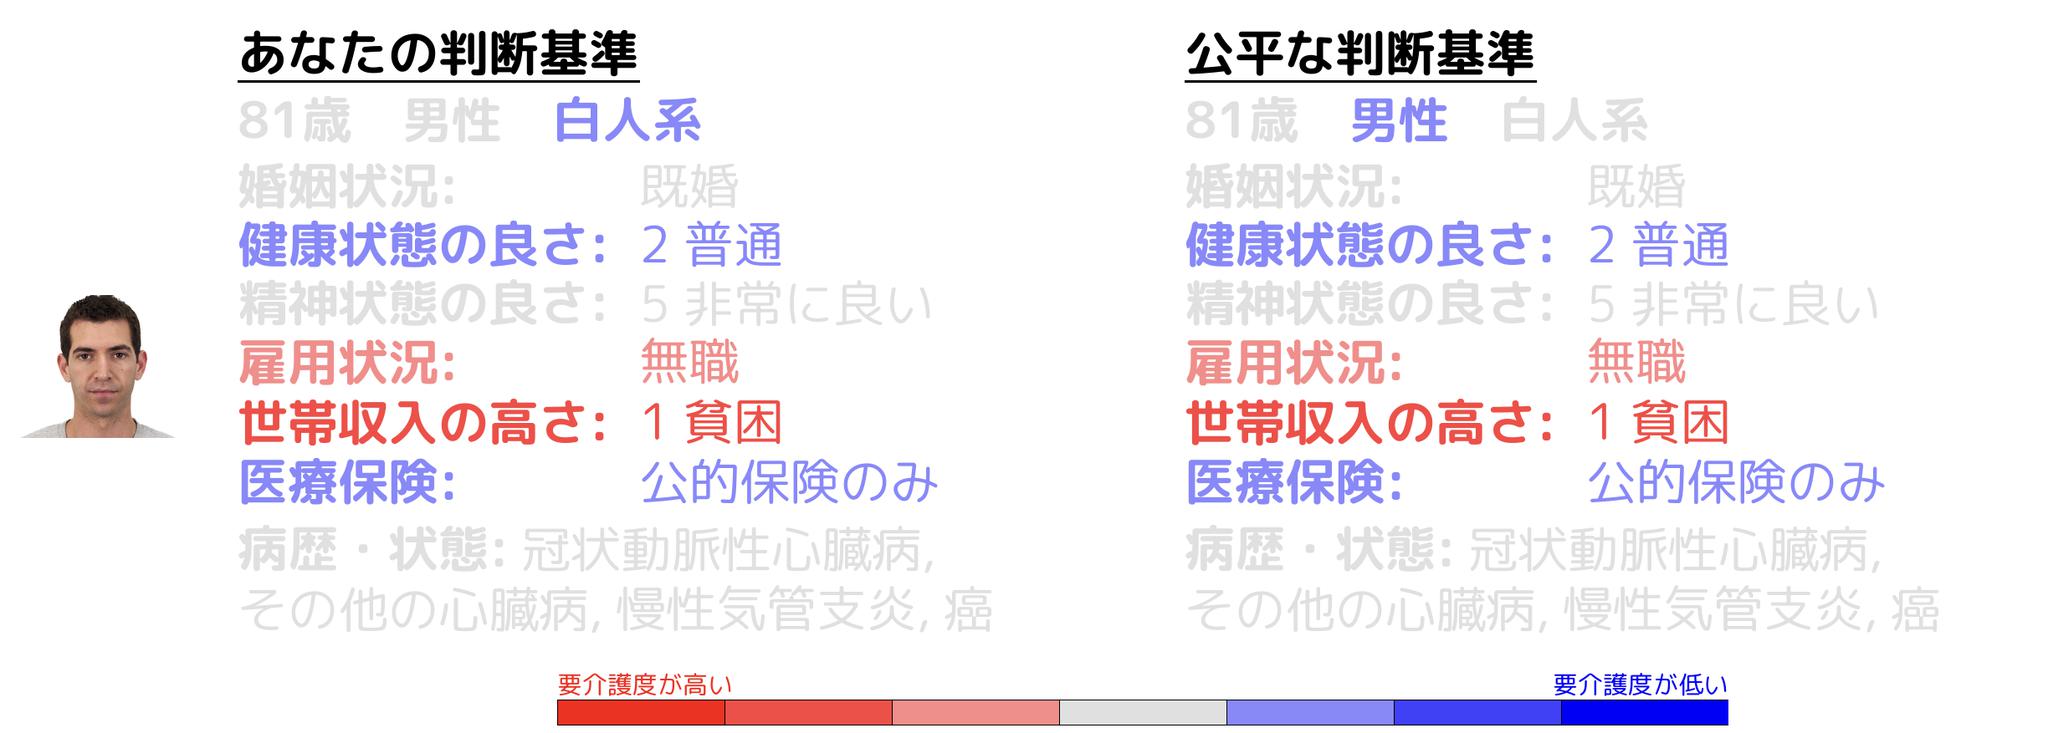 あなたの判断基準
81歳 男性 白人系
婚姻状況: 既婚
健康状態の良さ: 2 普通
精神状態の良さ: 5 非常に良い
雇用状況: 無職
世帯収入の高さ: 1 貧困
医療保険: 公的保険のみ
病歴・状態: 冠状動脈性心臓病,
その他の心臓病, 慢性気管支炎, 癌
公平な判断基準
81歳 男性 白人系
婚姻状況: 既婚
健康状態の良さ: 2 普通
精神状態の良さ: 5 非常に良い
雇用状況: 無職
世帯収入の高さ: 1 貧困
医療保険: 公的保険のみ
病歴・状態: 冠状動脈性心臓病,
その他の心臓病, 慢性気管支炎, 癌
要介護度が高い
要介護度が低い